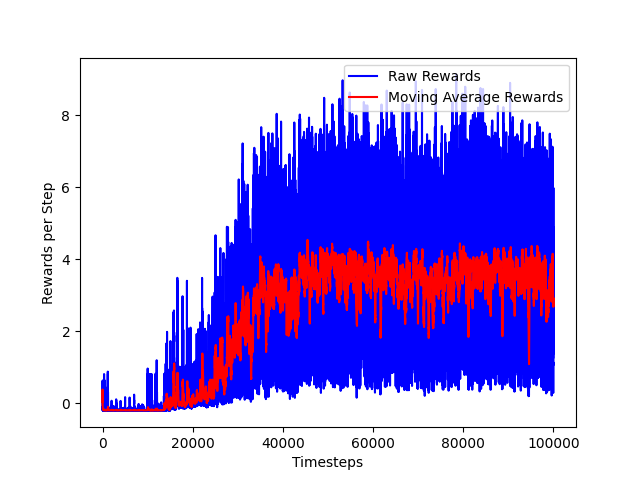 Raw Rewards
Moving Average Rewards
8
6
4
2
0
Rewards per Step
0 20000 40000 60000 80000 100000
Timesteps